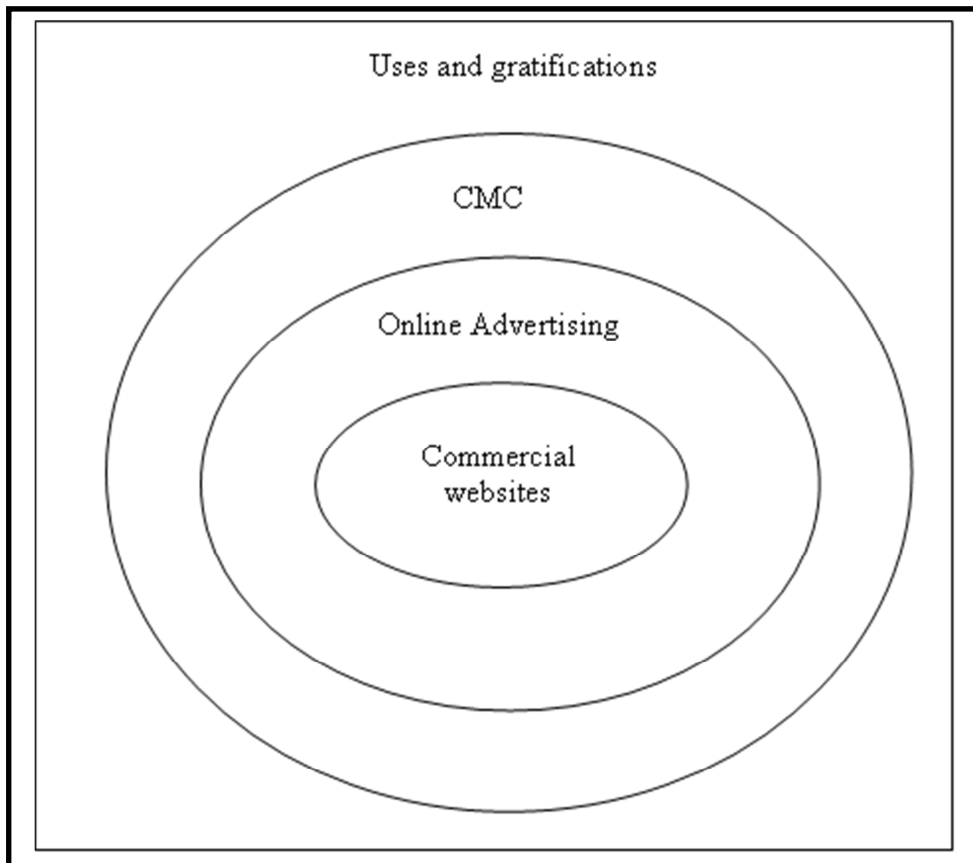 Uses and gratifications
CMC
Online Advertising
Commercial
websites